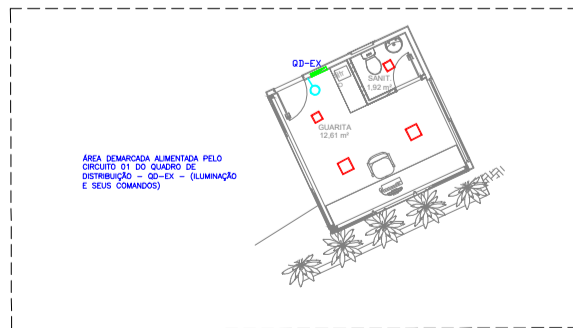 QD-EX
SANIT.
1,92 m²
GUARITA
12,61 m²
ÁREA DEMARCADA ALIMENTADA PELO
CIRCUITO 01 DO QUADRO DE
DISTRIBUIÇÃO – QD-EX – (ILUMINAÇÃO
E SEUS COMANDOS)